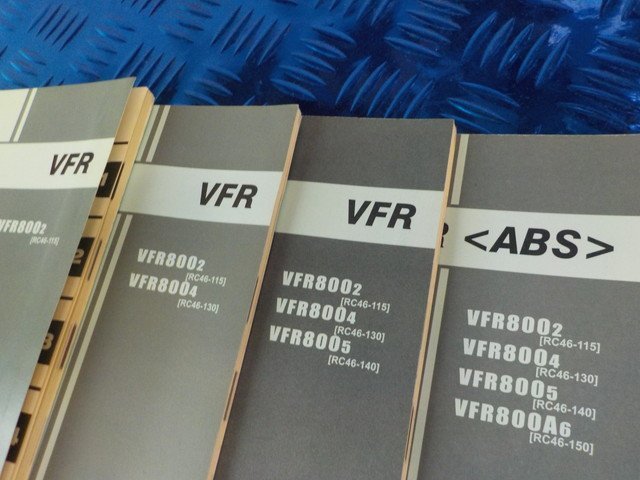 VFR
VFR8002
[RC46-115]
VFR
VFR8002
[RC46-115]
VFR8004
[RC46-130]
VFR
VFR8002
[RC46-115]
VFR8004
[RC46-130]
VFR8005
[RC46-140]
R <ABS>
VFR8002
[RC46-115]
VFR8004
[RC46-130]
VFR8005
[RC46-140]
VFR800A6
[RC46-150]